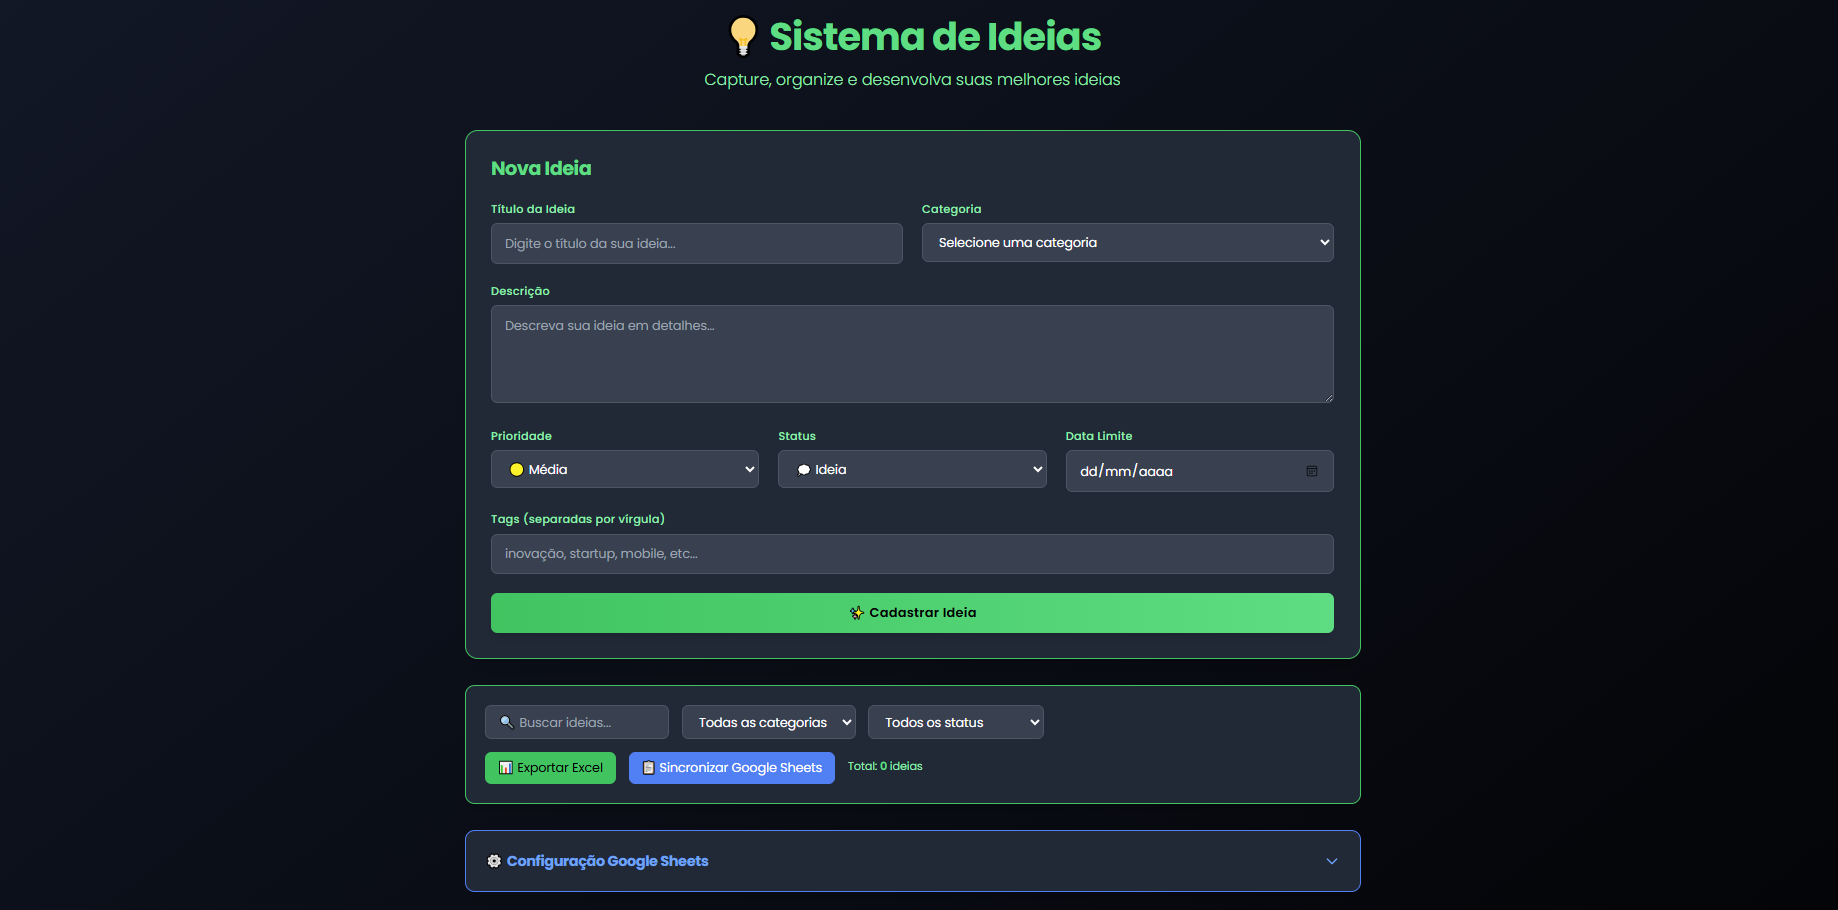 💡 Sistema de Ideias
Capture, organize e desenvolva suas melhores ideias
Nova Ideia
Título da Ideia
Categoria
Digite o título da sua ideia...
Selecione uma categoria
Descrição
Descreva sua ideia em detalhes...
Prioridade
Status
Data Limite
🟡 Média
💭 Ideia
dd/mm/aaaa
Tags (separadas por vírgula)
inovação, startup, mobile, etc...
✨ Cadastrar Ideia
🔍 Buscar ideias...
Todas as categorias
Todos os status
📊 Exportar Excel
📋 Sincronizar Google Sheets
Total: 0 ideias
⚙️ Configuração Google Sheets